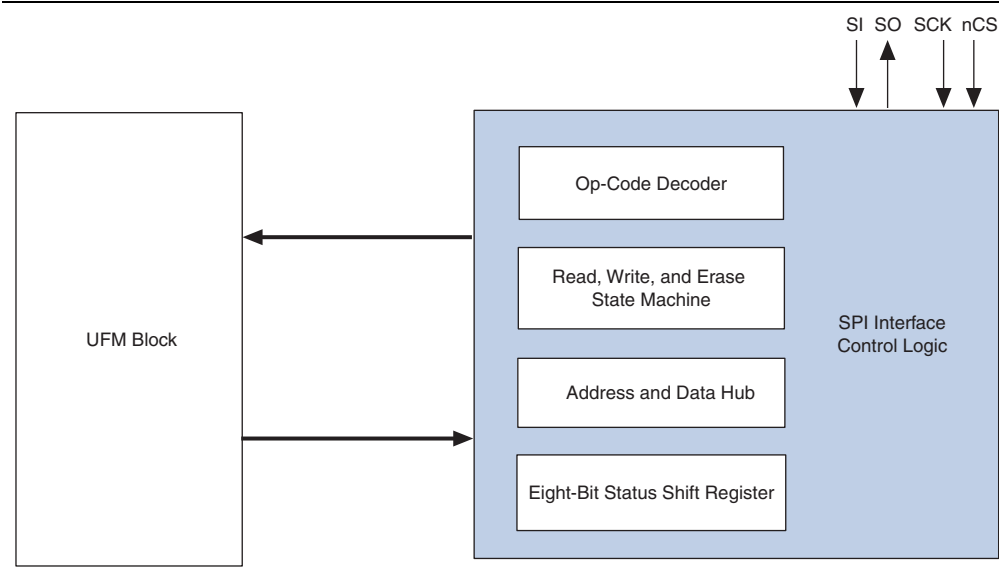 SI SO SCK nCS
Op-Code Decoder
Read, Write, and Erase
State Machine
UFM Block
SPI Interface
Control Logic
Address and Data Hub
Eight-Bit Status Shift Register